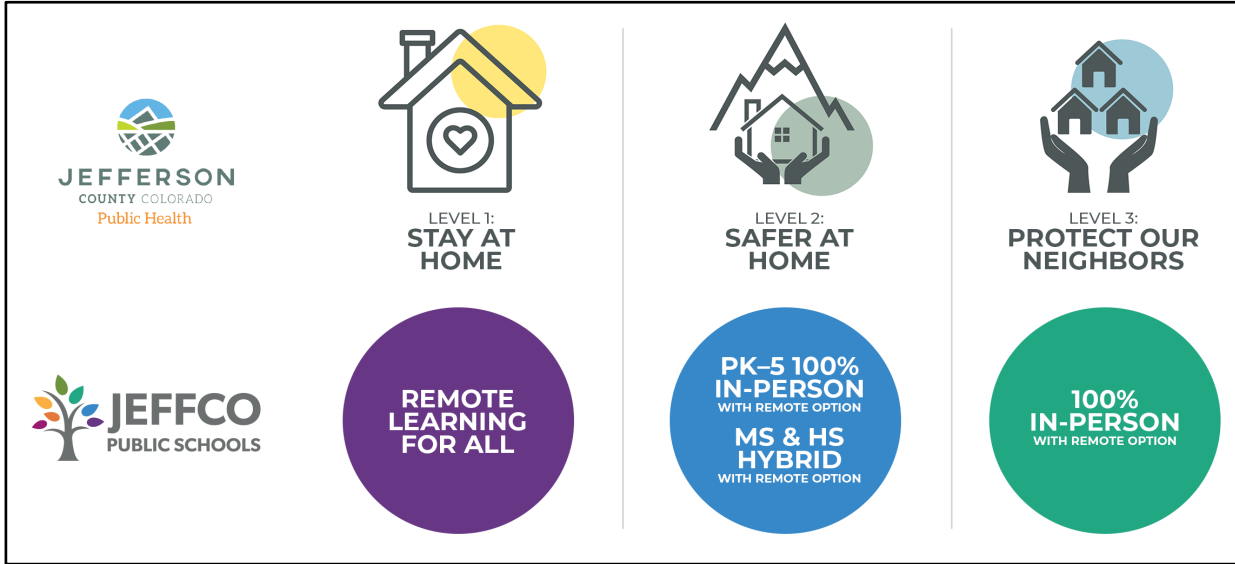 JEFFERSON
COUNTY COLORADO
Public Health
LEVEL 1:
STAY AT
HOME
LEVEL 2:
SAFER AT
HOME
LEVEL 3:
PROTECT OUR
NEIGHBORS
JEFFCO
PUBLIC SCHOOLS
REMOTE
LEARNING
FOR ALL
PK–5 100%
IN-PERSON
WITH REMOTE OPTION
MS & HS
HYBRID
WITH REMOTE OPTION
100%
IN-PERSON
WITH REMOTE OPTION